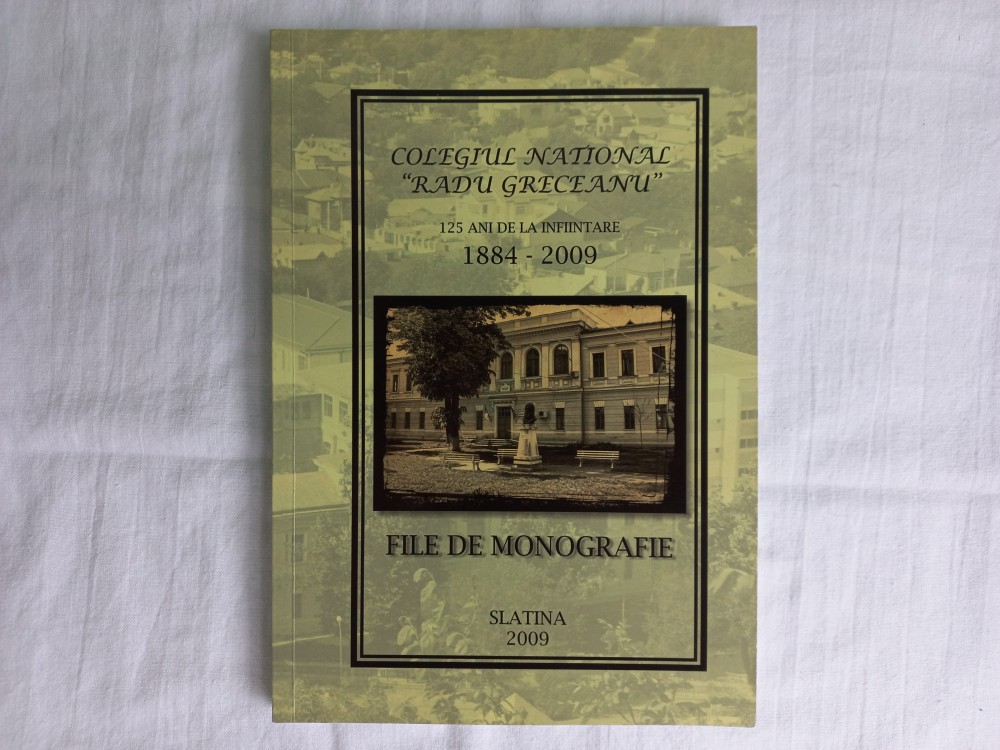 COLEGIUL NATIONAL
“RADU GRECEANU”
125 ANI DE LA INFIINTARE
1884 - 2009
FILE DE MONOGRAFIE
SLATINA
2009